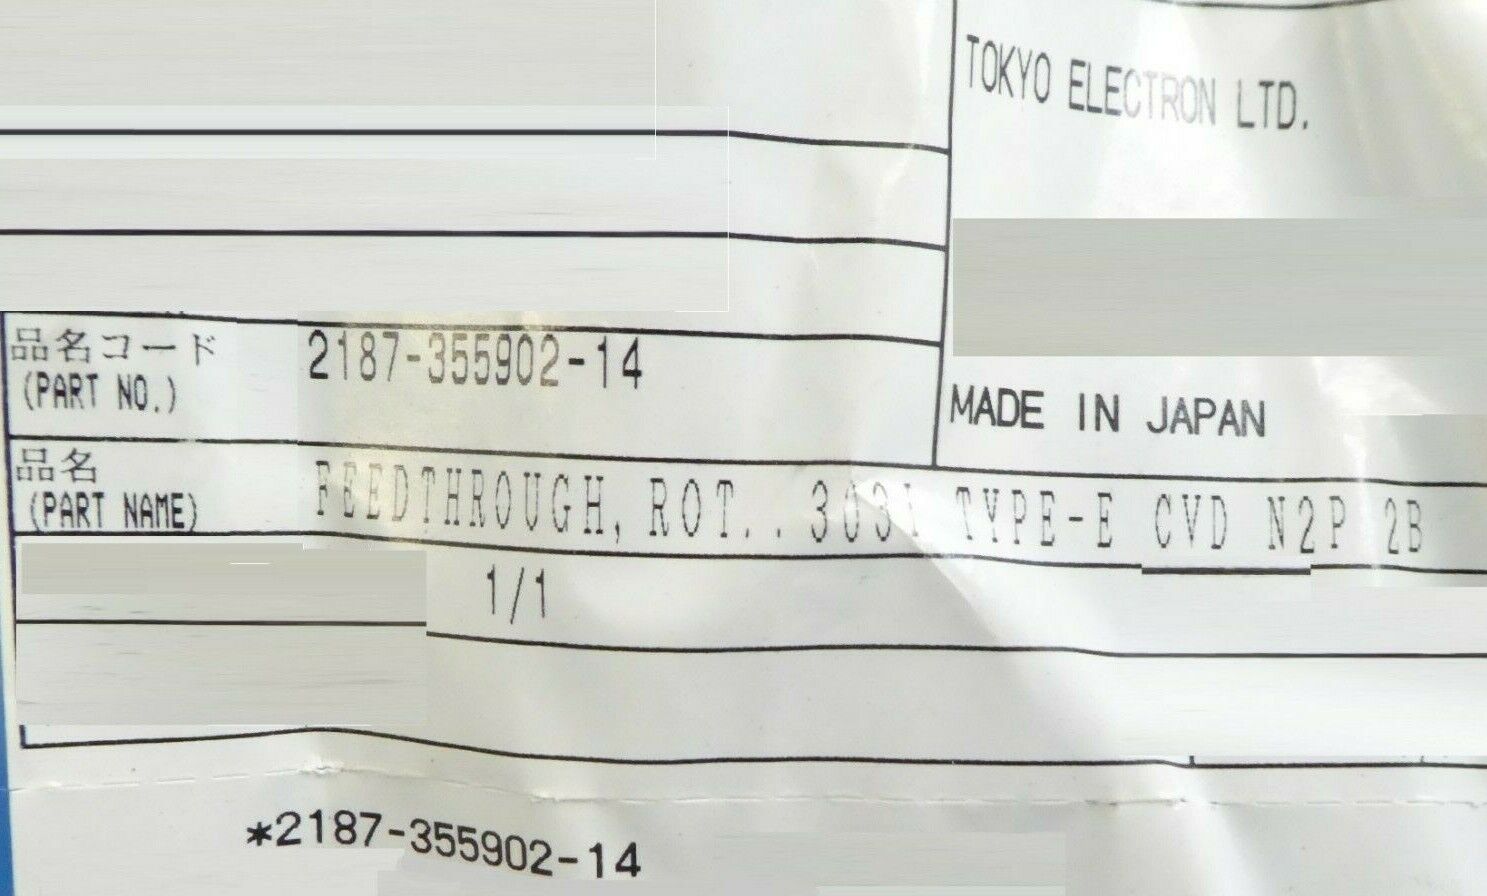 TOKYO ELECTRON LTD.
品名コード
(PART NO.)
2187-355902-14
MADE IN JAPAN
品名
(PART NAME)
FEEDTHROUGH, ROT.. 303I TYPE-E CVD N2P 2B
1/1
*2187-355902-14